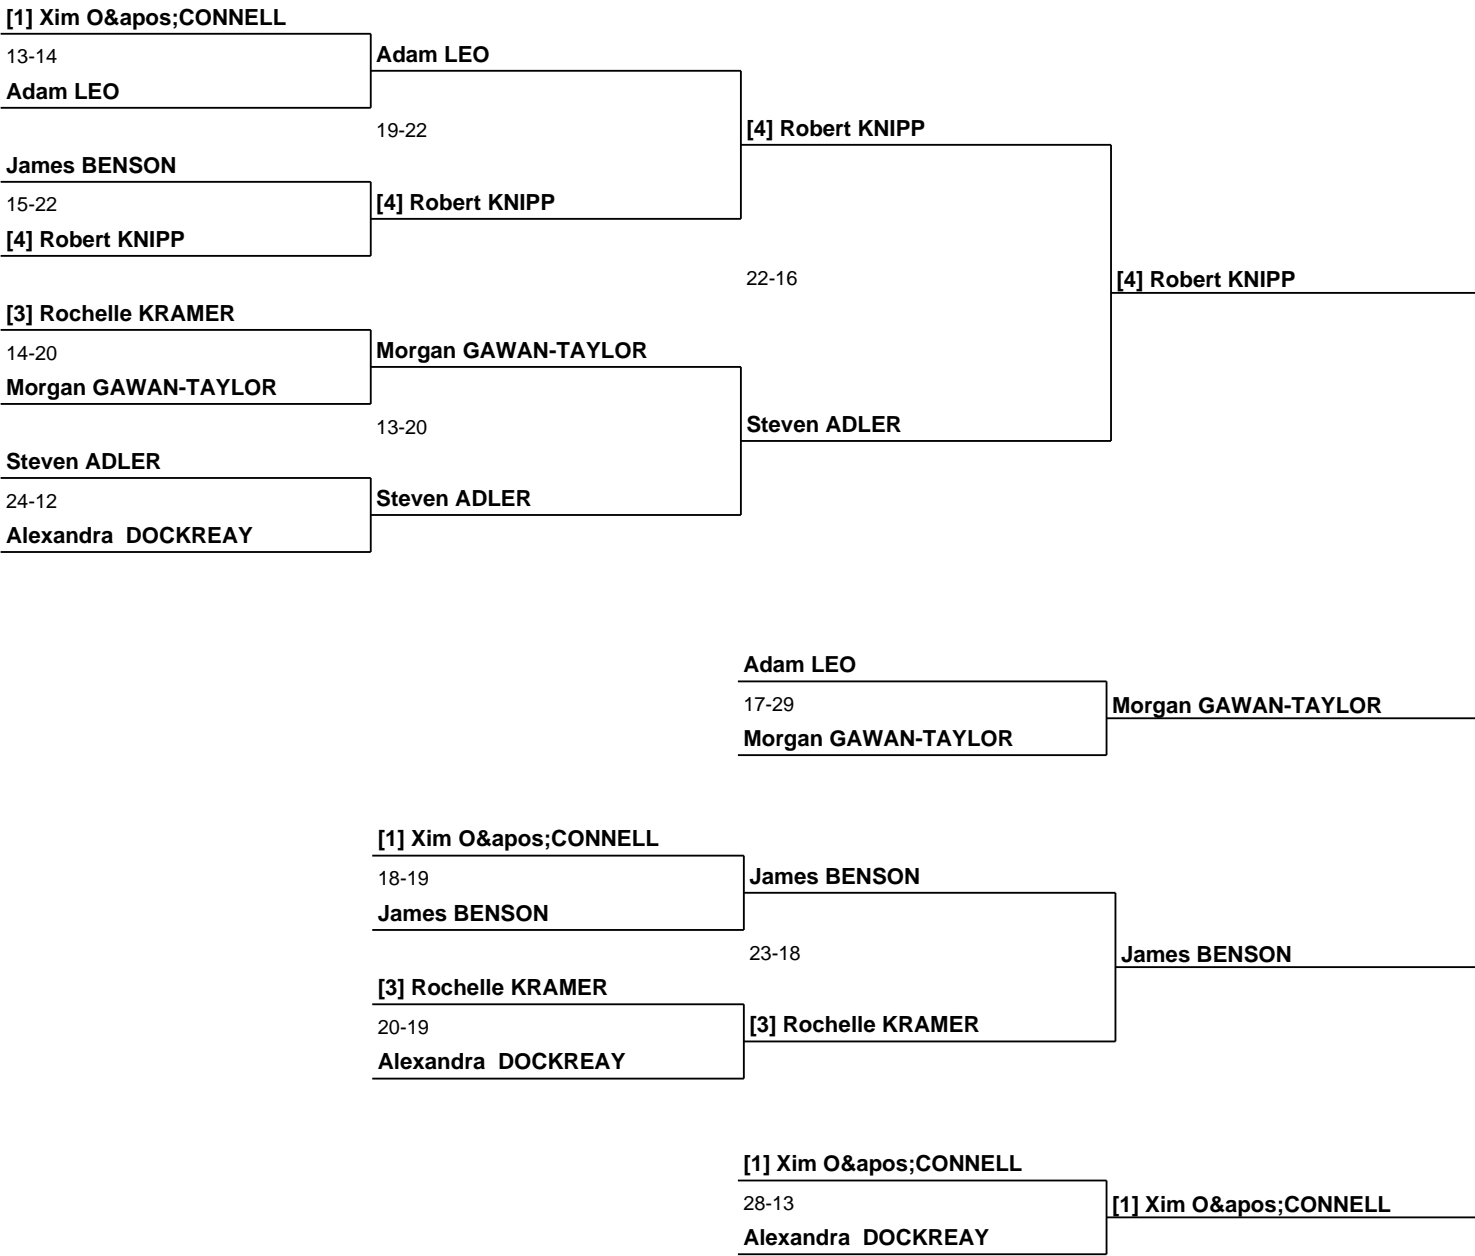 [1] Xim O&apos;CONNELL
13-14
Adam LEO
Adam LEO
19-22
[4] Robert KNIPP
James BENSON
15-22
[4] Robert KNIPP
[4] Robert KNIPP
22-16
[4] Robert KNIPP
[3] Rochelle KRAMER
14-20
Morgan GAWAN-TAYLOR
Morgan GAWAN-TAYLOR
13-20
Steven ADLER
Steven ADLER
24-12
Steven ADLER
Alexandra  DOCKREAY
Adam LEO
17-29
Morgan GAWAN-TAYLOR
Morgan GAWAN-TAYLOR
[1] Xim O&apos;CONNELL
18-19
James BENSON
James BENSON
23-18
James BENSON
[3] Rochelle KRAMER
20-19
[3] Rochelle KRAMER
Alexandra  DOCKREAY
[1] Xim O&apos;CONNELL
28-13
[1] Xim O&apos;CONNELL
Alexandra  DOCKREAY